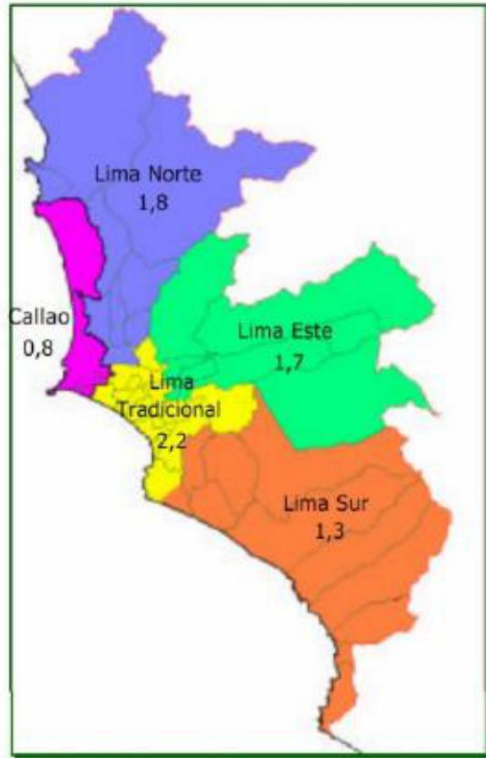 Lima Norte
1,8
Callao
0,8
Lima Este
1,7
Lima
Tradicional
2,2
Lima Sur
1,3